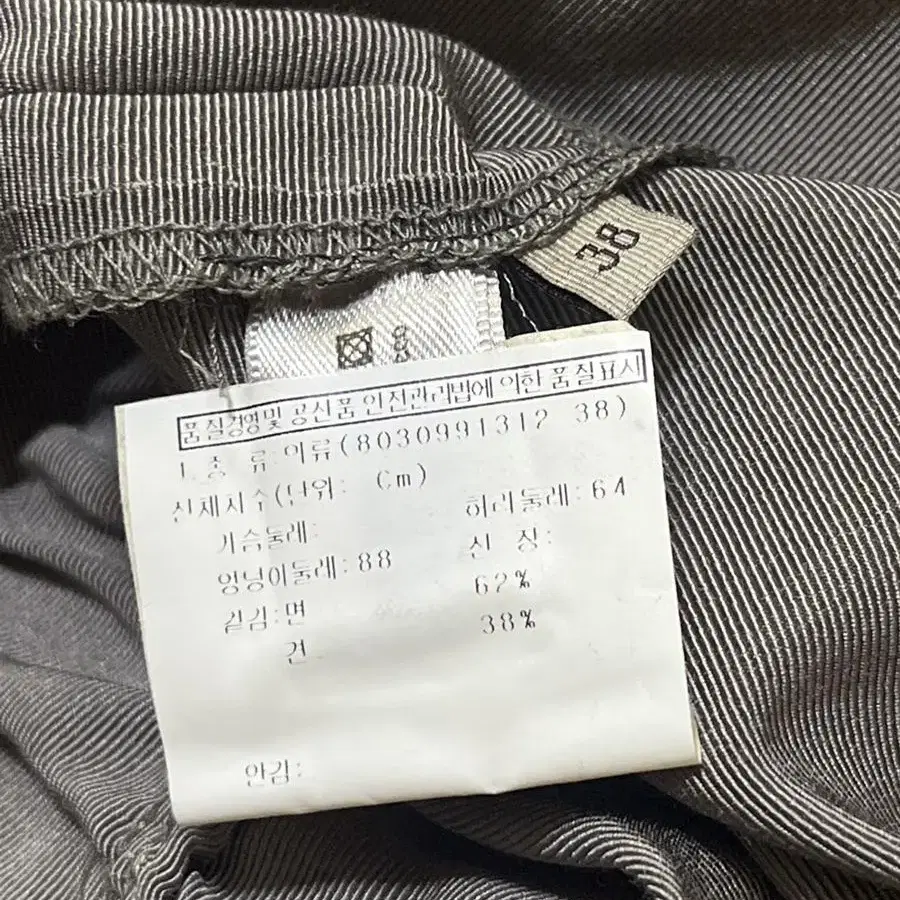 38
품질경영및 공산품 안전관리법에 의한 품질표시
1. 종 류:의류(8030991312 38)
신체치수(단위: Cm)
가슴둘레: 허리둘레:64
엉덩이둘레:88 신 장:
겉감:면 62%
견 38%
안감: